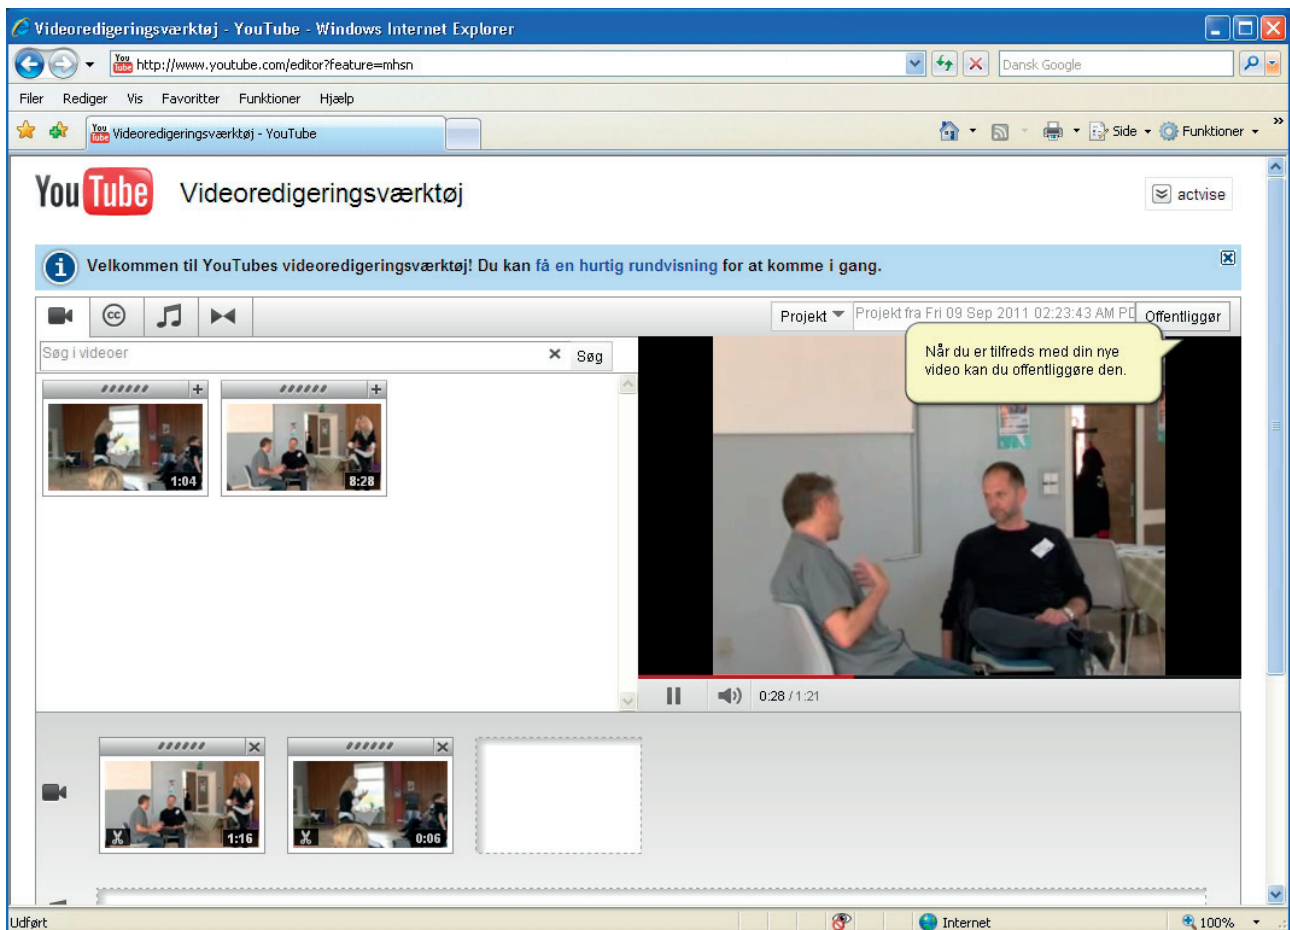 Videoredigeringsværktøj - YouTube - Windows Internet Explorer
http://www.youtube.com/editor?feature=mhsn
Dansk Google
Filer Rediger Vis Favoritter Funktioner Hjælp
Videoredigeringsværktøj - YouTube
Side Funktioner
YouTube Videoredigeringsværktøj
actvise
Velkommen til YouTubes videoredigeringsværktøj! Du kan få en hurtig rundvisning for at komme i gang.
cc
Projekt Projekt fra Fri 09 Sep 2011 02:23:43 AM PD Offentliggør
Søg i videoer Søg
Når du er tilfreds med din nye
video kan du offentliggøre den.
1:04 8:28
0:28 / 1:21
1:16 0:06
Udført Internet 100%